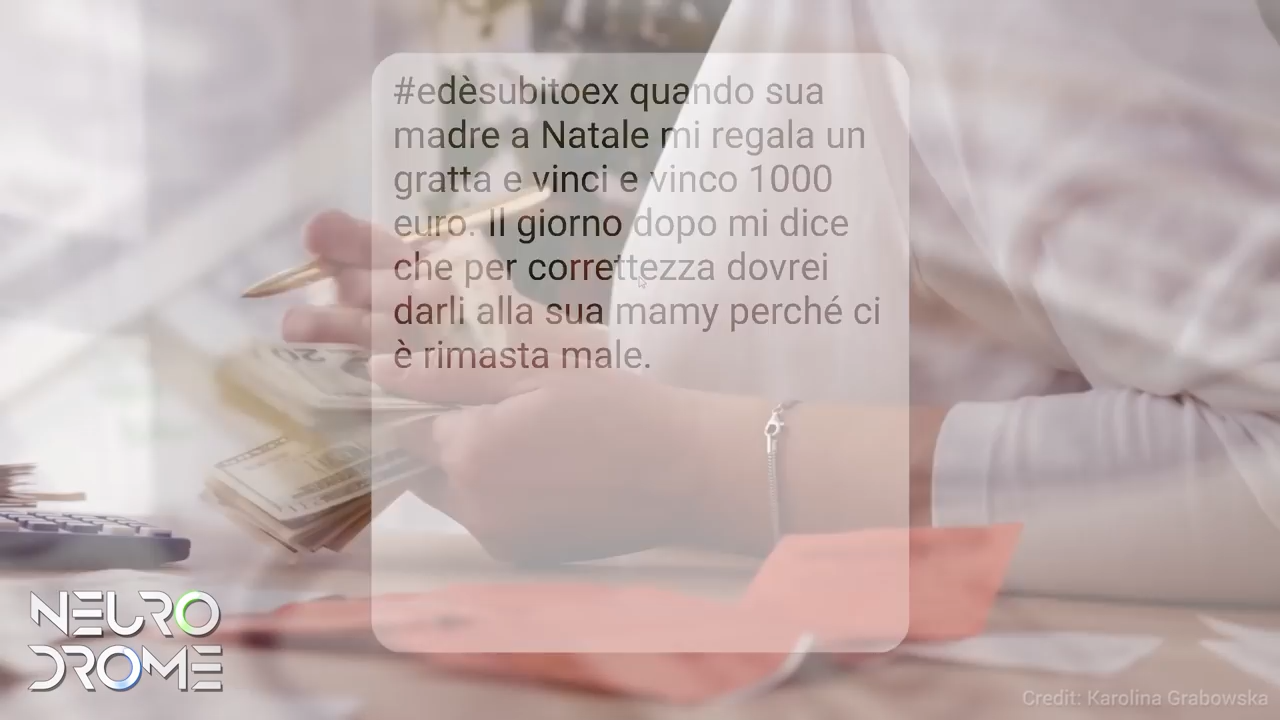 #edèsubitoex quando sua
madre a Natale mi regala un
gratta e vinci e vinco 1000
euro. Il giorno dopo mi dice
che per correttezza dovrei
darli alla sua mamy perché ci
è rimasta male.
20
NEURO
DROME
Credit: Karolina Grabowska